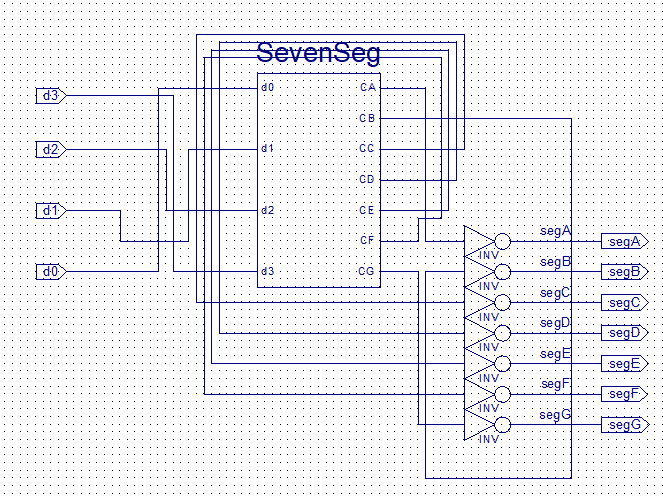 SevenSeg
d3
d2
d1
d0
d0
d1
d2
d3
CA
CB
CC
CD
CE
CF
CG
INV
INV
INV
INV
INV
INV
INV
segA
segB
segC
segD
segE
segF
segG
segA
segB
segC
segD
segE
segF
segG